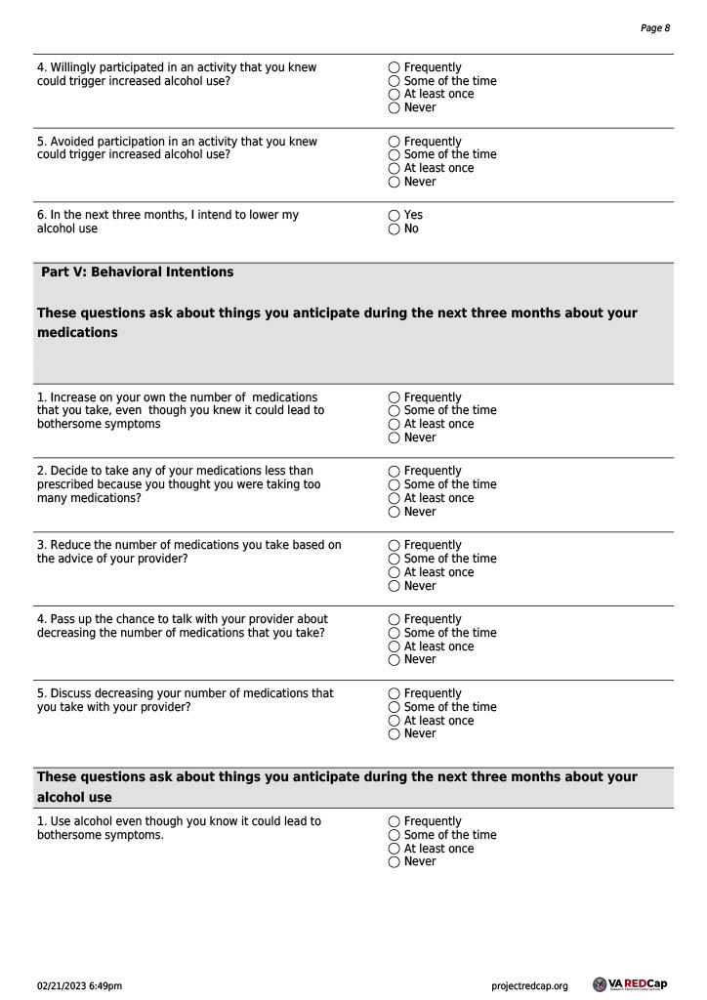 Page 8
4. Willingly participated in an activity that you knew
could trigger increased alcohol use?
Frequently
Some of the time
At least once
Never
5. Avoided participation in an activity that you knew
could trigger increased alcohol use?
Frequently
Some of the time
At least once
Never
6. In the next three months, I intend to lower my
alcohol use
Yes
No
Part V: Behavioral Intentions
These questions ask about things you anticipate during the next three months about your
medications
1. Increase on your own the number of  medications
that you take, even  though you knew it could lead to
bothersome symptoms
Frequently
Some of the time
At least once
Never
2. Decide to take any of your medications less than
prescribed because you thought you were taking too
many medications?
Frequently
Some of the time
At least once
Never
3. Reduce the number of medications you take based on
the advice of your provider?
Frequently
Some of the time
At least once
Never
4. Pass up the chance to talk with your provider about
decreasing the number of medications that you take?
Frequently
Some of the time
At least once
Never
5. Discuss decreasing your number of medications that
you take with your provider?
Frequently
Some of the time
At least once
Never
These questions ask about things you anticipate during the next three months about your
alcohol use
1. Use alcohol even though you know it could lead to
bothersome symptoms.
Frequently
Some of the time
At least once
Never
02/21/2023 6:49pm
projectredcap.org
VA REDCap